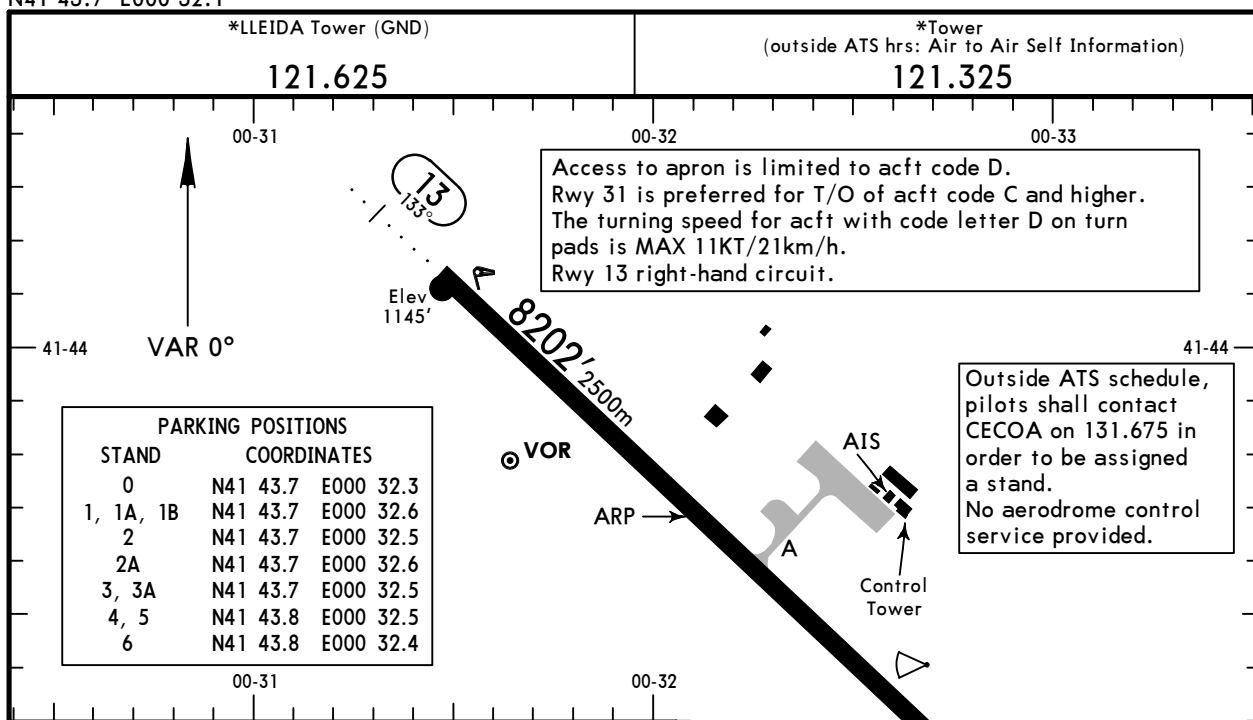 N41 43.7 E000 32.1
*LLEIDA Tower (GND)
121.625
*Tower
(outside ATS hrs: Air to Air Self Information)
121.325
00-31
00-32
00-33
13
133°
Access to apron is limited to acft code D.
Rwy 31 is preferred for T/O of acft code C and higher.
The turning speed for acft with code letter D on turn
pads is MAX 11KT/21km/h.
Rwy 13 right-hand circuit.
Elev
1145'
8202' 2500m
41-44
VAR 0°
41-44
Outside ATS schedule,
pilots shall contact
CECOA on 131.675 in
order to be assigned
a stand.
No aerodrome control
service provided.
PARKING POSITIONS
STAND COORDINATES
0 N41 43.7 E000 32.3
1, 1A, 1B N41 43.7 E000 32.6
2 N41 43.7 E000 32.5
2A N41 43.7 E000 32.6
3, 3A N41 43.7 E000 32.5
4, 5 N41 43.8 E000 32.5
6 N41 43.8 E000 32.4
VOR
AIS
ARP
A
Control
Tower
00-31
00-32